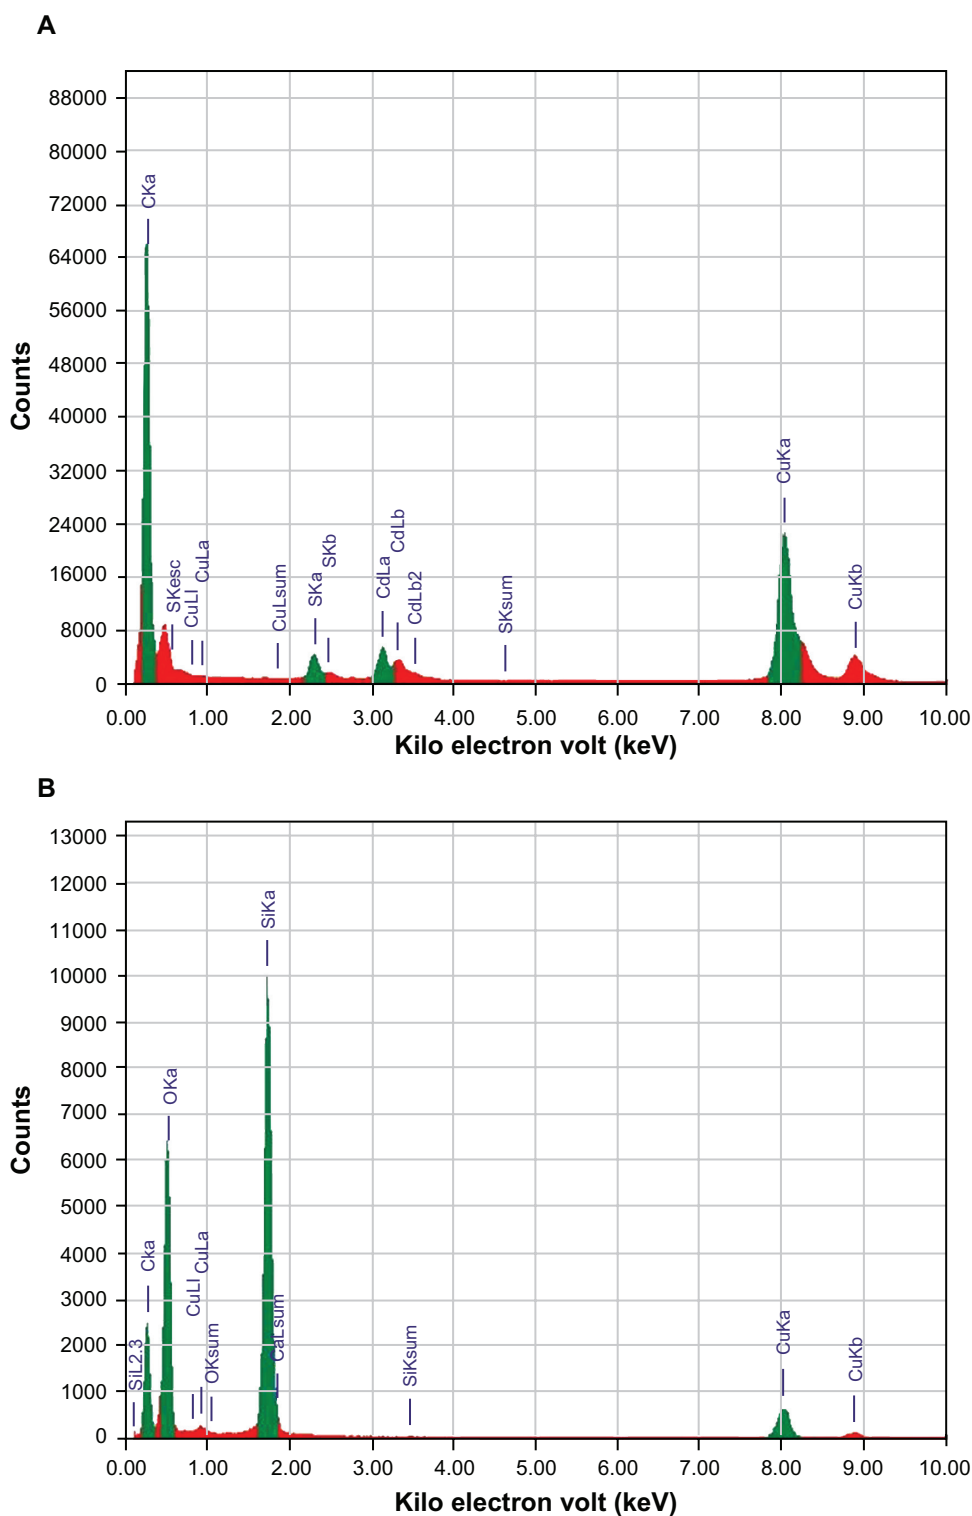 A
88000
80000
72000
64000
56000
48000
40000
32000
24000
16000
8000
0
Counts
CKa
SKesc
CuLl
CuLa
CuLsum
SKa
SKb
CdLa
CdLb
CdLb2
SKsum
CuKa
CuKb
0.00 1.00 2.00 3.00 4.00 5.00 6.00 7.00 8.00 9.00 10.00
Kilo electron volt (keV)
B
13000
12000
11000
10000
9000
8000
7000
6000
5000
4000
3000
2000
1000
0
Counts
SiL2.3
Cka
OKa
CuLl
CuLa
OKsum
SiKa
CaLsum
SiKsum
CuKa
CuKb
0.00 1.00 2.00 3.00 4.00 5.00 6.00 7.00 8.00 9.00 10.00
Kilo electron volt (keV)